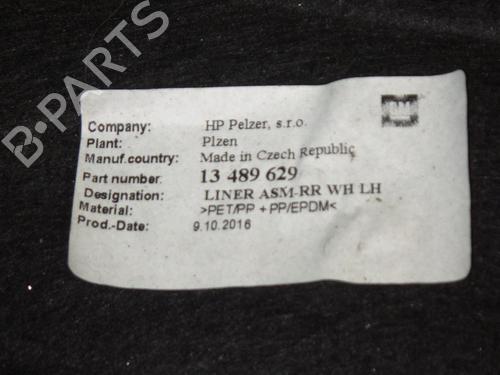 B-PARTS
Company: HP Pelzer, s.r.o.
Plant: Plzen
Manuf.country: Made in Czech Republic
Part number: 13 489 629
Designation: LINER ASM-RR WH LH
Material: >PET/PP + PP/EPDM<
Prod.-Date: 9.10.2016
GM